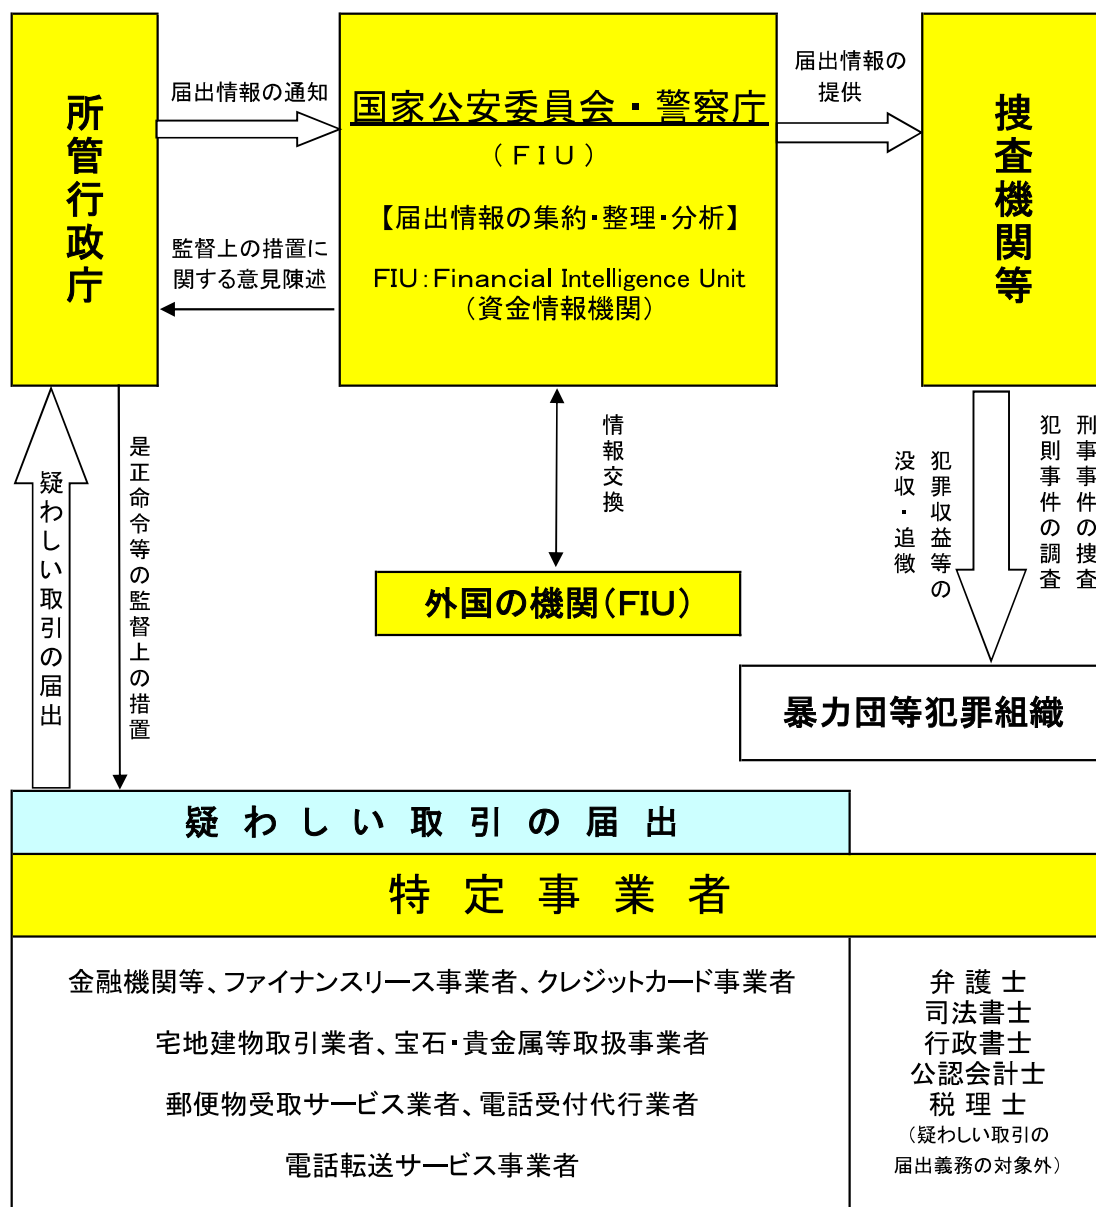 所管行政庁
届出情報の通知
監督上の措置に
関する意見陳述
国家公安委員会・警察庁
(FIU)
【届出情報の集約・整理・分析】
FIU:Financial Intelligence Unit
(資金情報機関)
届出情報の
提供
捜査機関等
疑わしい取引の届出
是正命令等の監督上の措置
情報交換
外国の機関(FIU)
刑事事件の捜査
犯則事件の調査
犯罪収益等の
没収・追徴
暴力団等犯罪組織
疑わしい取引の届出
特定事業者
金融機関等、ファイナンスリース事業者、クレジットカード事業者
宅地建物取引業者、宝石・貴金属等取扱事業者
郵便物受取サービス業者、電話受付代行業者
電話転送サービス事業者
弁護士
司法書士
行政書士
公認会計士
税理士
(疑わしい取引の
届出義務の対象外)